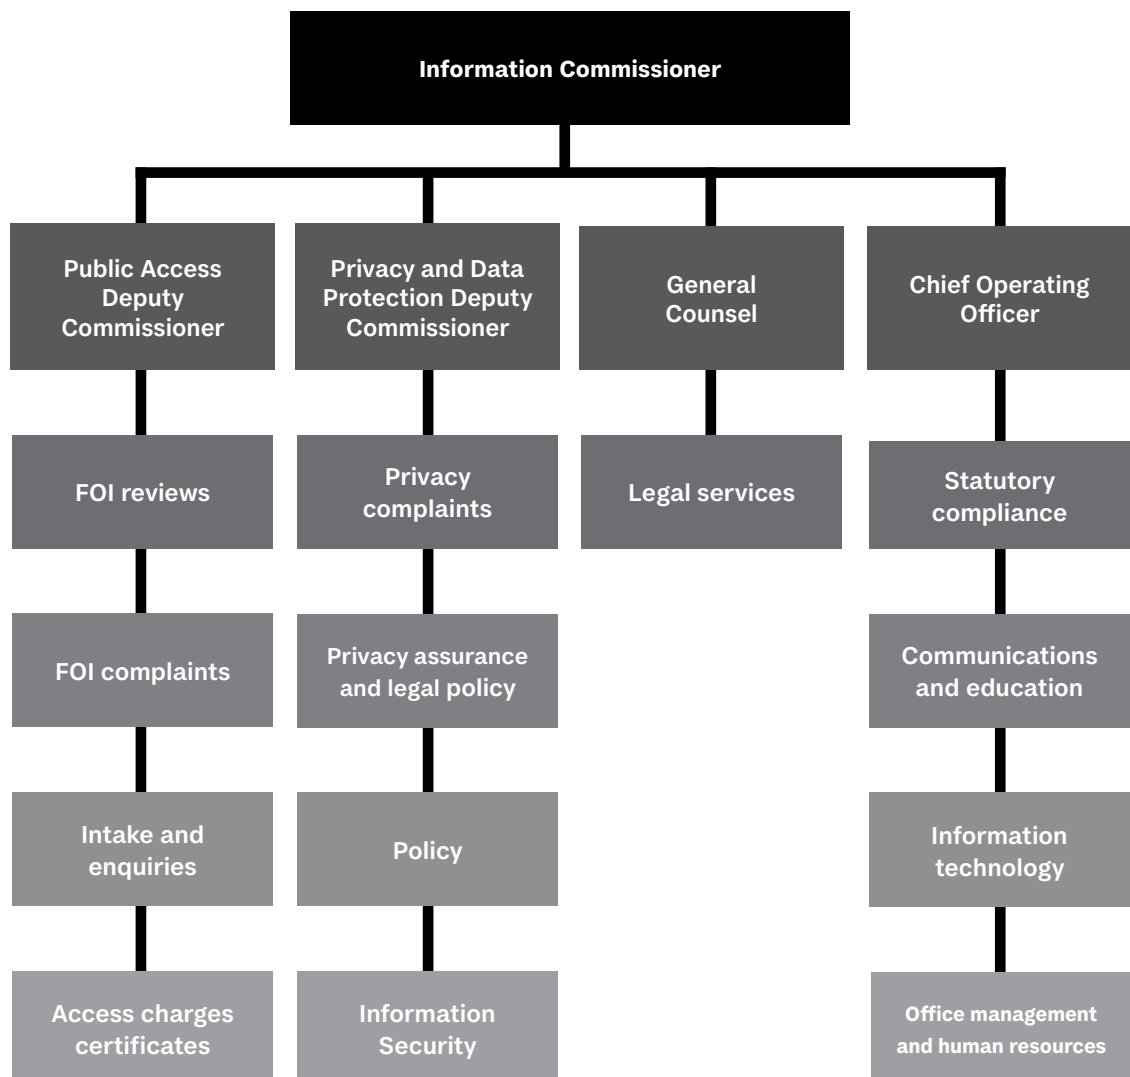 Information Commissioner
Public Access
Deputy
Commissioner
Privacy and Data
Protection Deputy
Commissioner
General
Counsel
Chief Operating
Officer
FOI reviews
Privacy
complaints
Legal services
Statutory
compliance
FOI complaints
Privacy assurance
and legal policy
Communications
and education
Intake and
enquiries
Policy
Information
technology
Access charges
certificates
Information
Security
Office management
and human resources